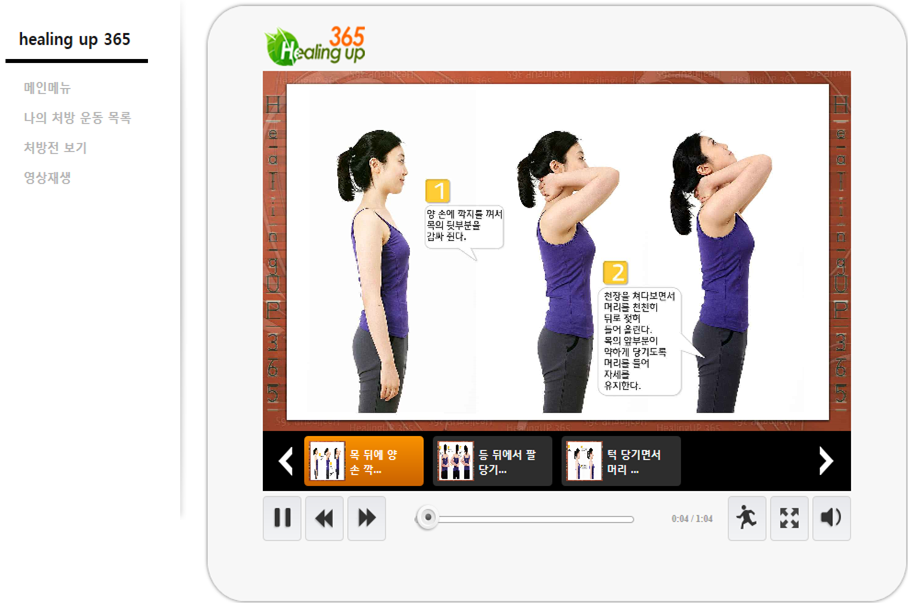 healing up 365
메인메뉴
나의 처방 운동 목록
처방전 보기
영상재생
365
Healing up
1
양 손에 깍지를 껴서
목의 뒷부분을
감싸 쥔다.
2
천장을 쳐다보면서
머리를 천천히
뒤로 젖혀
들어 올린다.
목의 앞부분이
약하게 당기도록
머리를 들어
자세를
유지한다.
목 뒤에 양
손 깍...
등 뒤에서 팔
당기...
턱 당기면서
머리 ...
0:04 / 1:04